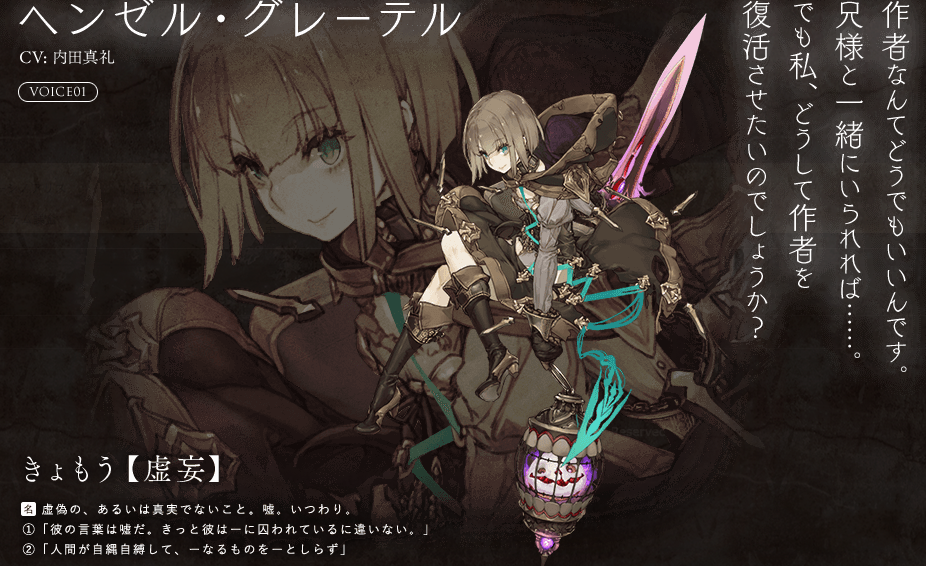 ヘンゼル・グレーテル
CV: 内田真礼
VOICE01
作者なんてどうでもいいんです。
兄様と一緒にいられれば……。
でも私、どうして作者を
復活させたいのでしょうか？
きょもう【虚妄】
名 虚偽の、あるいは真実でないこと。嘘。いつわり。
①「彼の言葉は嘘だ。きっと彼は一に囚われているに違いない。」
②「人間が自縄自縛して、一なるものを一としらず」